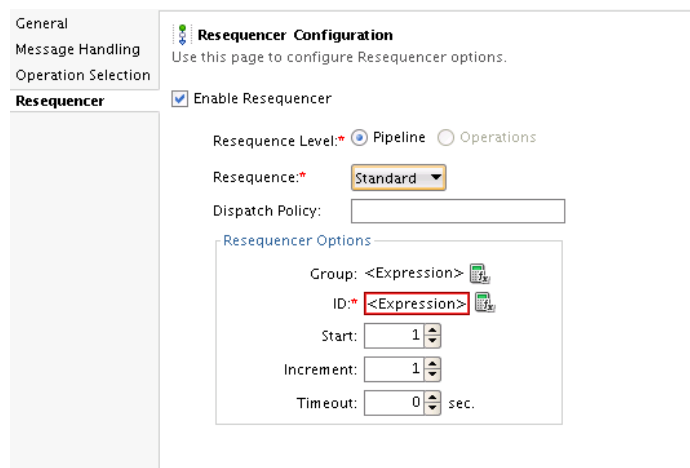 General
Message Handling
Operation Selection
Resequencer
Resequencer Configuration
Use this page to configure Resequencer options.
Enable Resequencer
Resequence Level:* Pipeline Operations
Resequence:* Standard
Dispatch Policy:
Resequencer Options
Group: <Expression>
ID:* <Expression>
Start: 1
Increment: 1
Timeout: 0 sec.